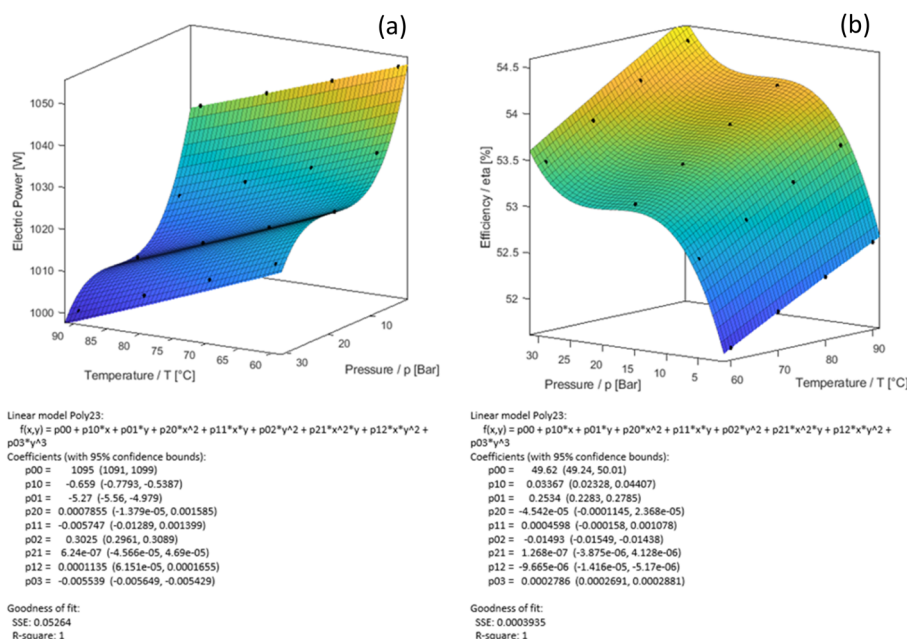 (a)
1050
1040
1030
1020
1010
1000
Electric Power [W]
90
85
80
75
70
65
60
Temperature / T [°C]
30
20
10
Pressure / p [Bar]
(b)
54.5
54
53.5
53
52.5
52
Efficiency / eta [%]
30
25
20
15
10
5
Pressure / p [Bar]
60
70
80
90
Temperature / T [°C]
Linear model Poly23:
f(x,y) = p00 + p10*x + p01*y + p20*x^2 + p11*x*y + p02*y^2 + p21*x^2*y + p12*x*y^2 +
p03*y^3
Coefficients (with 95% confidence bounds):
p00 = 1095 (1091, 1099)
p10 = -0.659 (-0.7793, -0.5387)
p01 = -5.27 (-5.56, -4.979)
p20 = 0.0007855 (-1.379e-05, 0.001585)
p11 = -0.005747 (-0.01289, 0.001399)
p02 = 0.3025 (0.2961, 0.3089)
p21 = 6.24e-07 (-4.566e-05, 4.69e-05)
p12 = 0.0001135 (6.151e-05, 0.0001655)
p03 = -0.005539 (-0.005649, -0.005429)
Goodness of fit:
SSE: 0.05264
R-square: 1
Linear model Poly23:
f(x,y) = p00 + p10*x + p01*y + p20*x^2 + p11*x*y + p02*y^2 + p21*x^2*y + p12*x*y^2 +
p03*y^3
Coefficients (with 95% confidence bounds):
p00 = 49.62 (49.24, 50.01)
p10 = 0.03367 (0.02328, 0.04407)
p01 = 0.2534 (0.2283, 0.2785)
p20 = -4.542e-05 (-0.0001145, 2.368e-05)
p11 = 0.0004598 (-0.000158, 0.001078)
p02 = -0.01493 (-0.01549, -0.01438)
p21 = 1.268e-07 (-3.875e-06, 4.128e-06)
p12 = -9.665e-06 (-1.416e-05, -5.17e-06)
p03 = 0.0002786 (0.0002691, 0.0002881)
Goodness of fit:
SSE: 0.0003935
R-square: 1